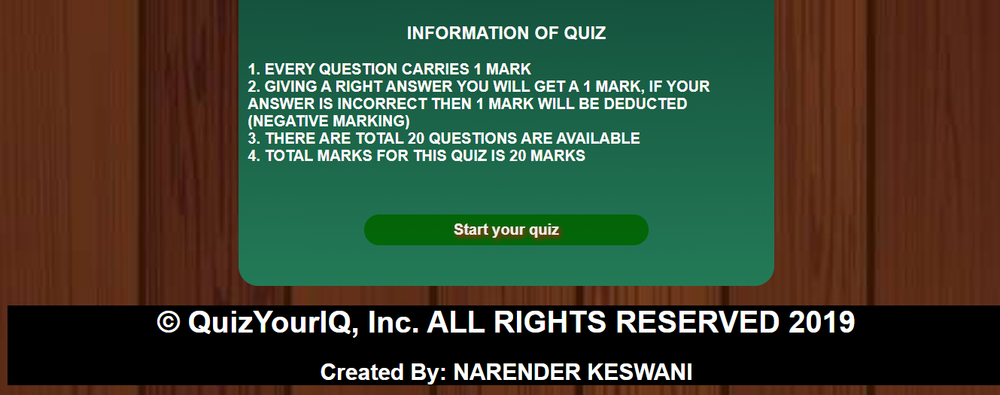 INFORMATION OF QUIZ
1. EVERY QUESTION CARRIES 1 MARK
2. GIVING A RIGHT ANSWER YOU WILL GET A 1 MARK, IF YOUR
ANSWER IS INCORRECT THEN 1 MARK WILL BE DEDUCTED
(NEGATIVE MARKING)
3. THERE ARE TOTAL 20 QUESTIONS ARE AVAILABLE
4. TOTAL MARKS FOR THIS QUIZ IS 20 MARKS
Start your quiz
© QuizYourIQ, Inc. ALL RIGHTS RESERVED 2019
Created By: NARENDER KESWANI